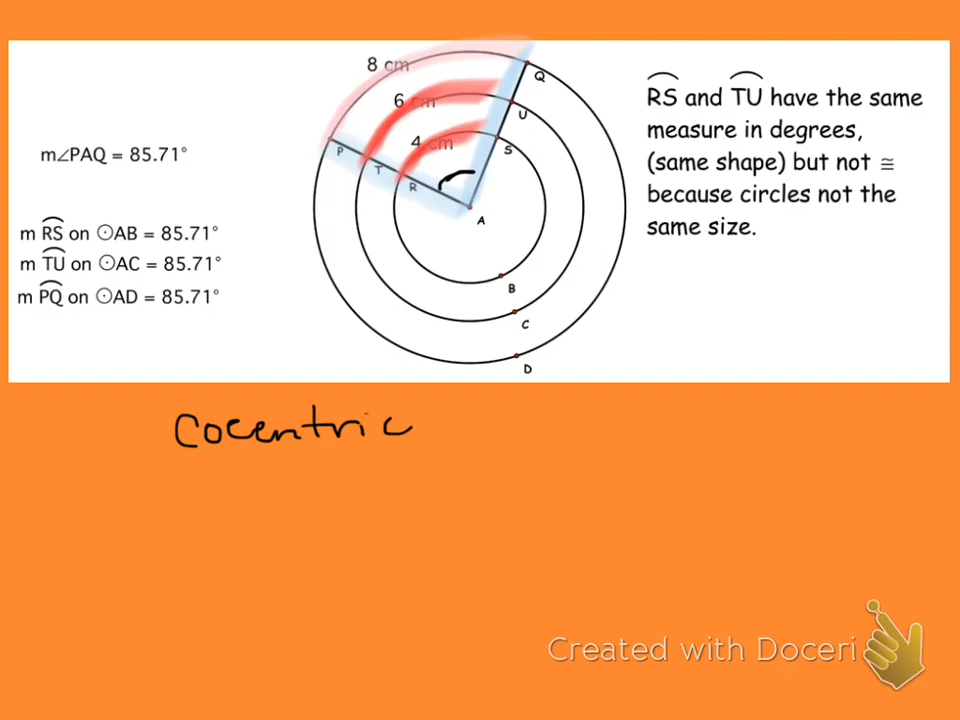 8 cm
6 cm
4 cm
Q
U
S
P
T
R
A
B
C
D
m∠PAQ = 85.71°
m RS on ⊙AB = 85.71°
m TU on ⊙AC = 85.71°
m PQ on ⊙AD = 85.71°
RS and TU have the same
measure in degrees,
(same shape) but not ≅
because circles not the
same size.
cocentric
Created with Doceri